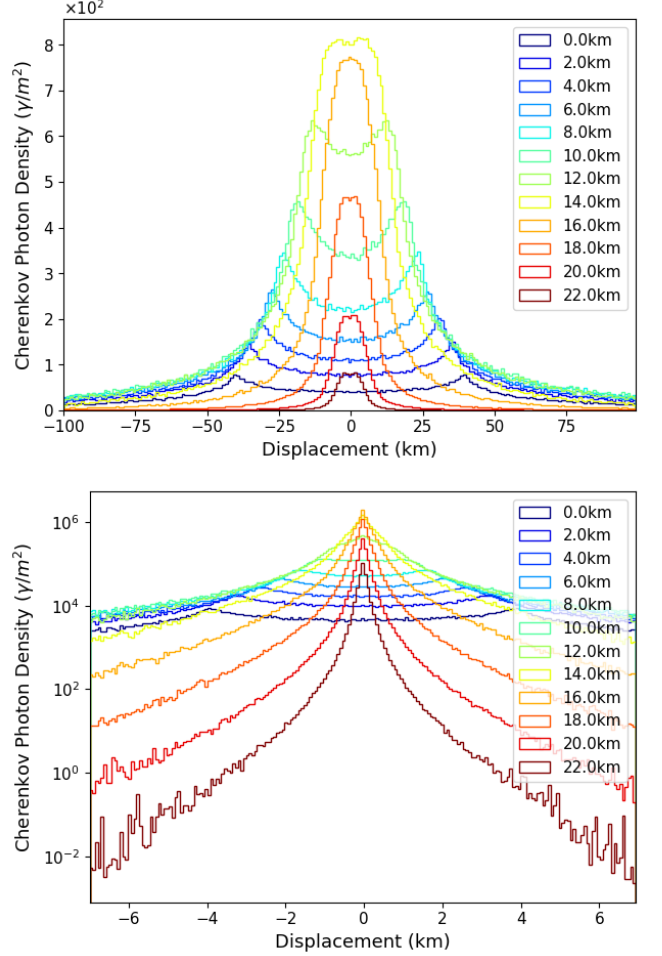 ×10²
Cherenkov Photon Density (γ/m²)
8
7
6
5
4
3
2
1
0
−100
−75
−50
−25
0
25
50
75
Displacement (km)
0.0km
2.0km
4.0km
6.0km
8.0km
10.0km
12.0km
14.0km
16.0km
18.0km
20.0km
22.0km
Cherenkov Photon Density (γ/m²)
10⁶
10⁴
10²
10⁰
10⁻²
−6
−4
−2
0
2
4
6
Displacement (km)
0.0km
2.0km
4.0km
6.0km
8.0km
10.0km
12.0km
14.0km
16.0km
18.0km
20.0km
22.0km